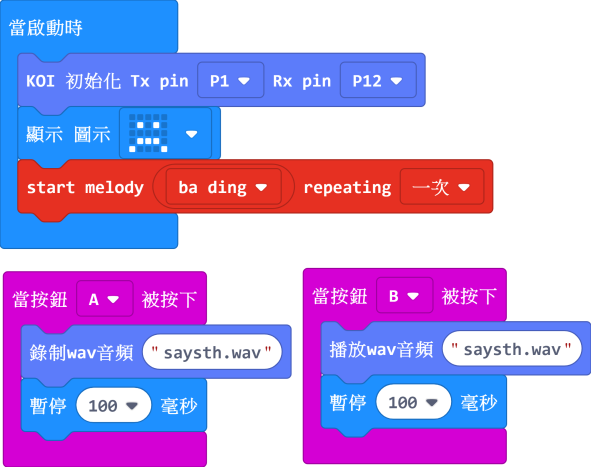 當啟動時
KOI 初始化 Tx pin P1 Rx pin P12
顯示 圖示
start melody ba ding repeating 一次
當按鈕 A 被按下
錄制wav音頻 "saysth.wav"
暫停 100 毫秒
當按鈕 B 被按下
播放wav音頻 "saysth.wav"
暫停 100 毫秒